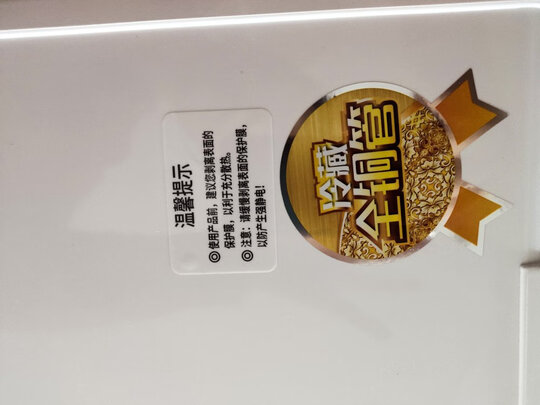 温馨提示
◎ 使用产品前,建议您剥离表面的
保护膜,以利于充分散热。
◎ 注意:请缓慢剥离表面的保护膜,
以防产生强静电!
冷藏
全铜管